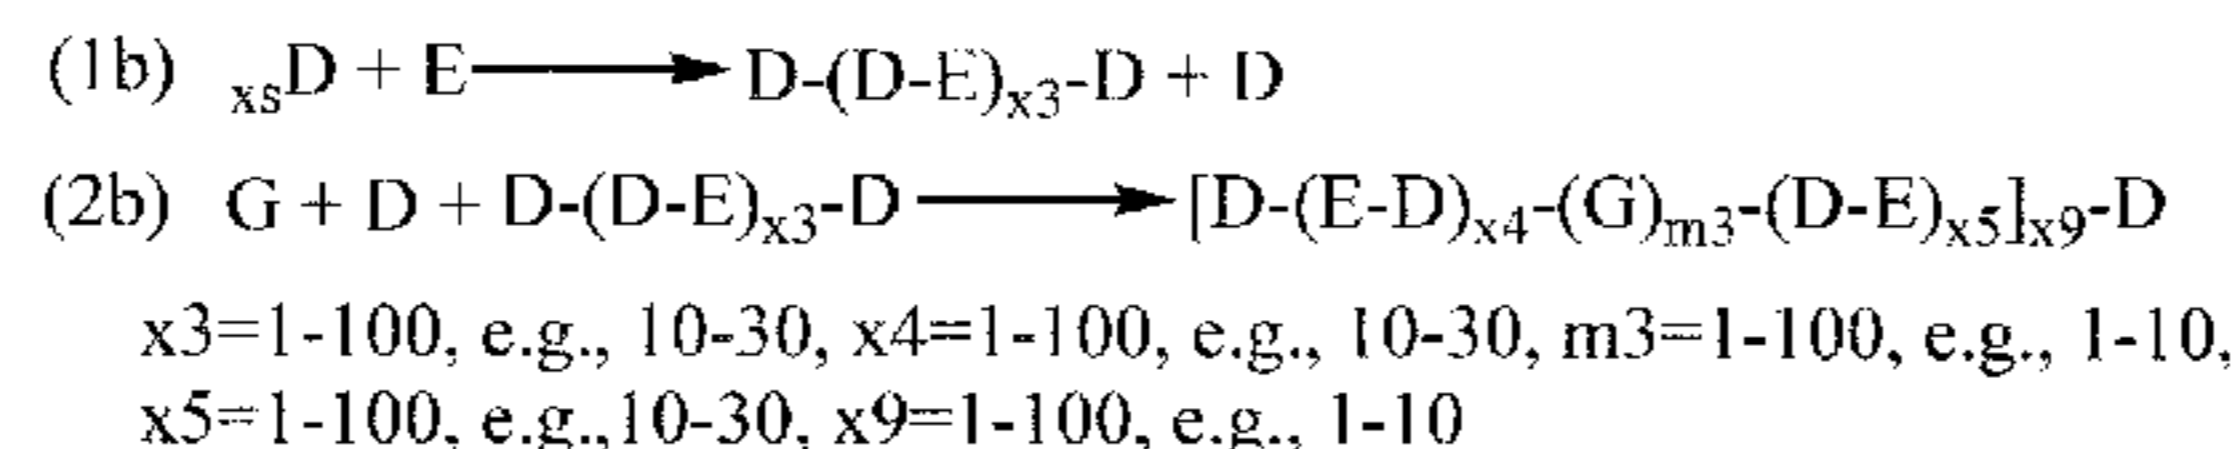 (1b) xsD + E⟶D-(D-E)x3-D + D
(2b) G + D + D-(D-E)x3-D⟶[D-(E-D)x4-(G)m3-(D-E)x5]x9-D
x3=1-100, e.g., 10-30, x4=1-100, e.g., 10-30, m3=1-100, e.g., 1-10,
x5=1-100, e.g.,10-30, x9=1-100, e.g., 1-10